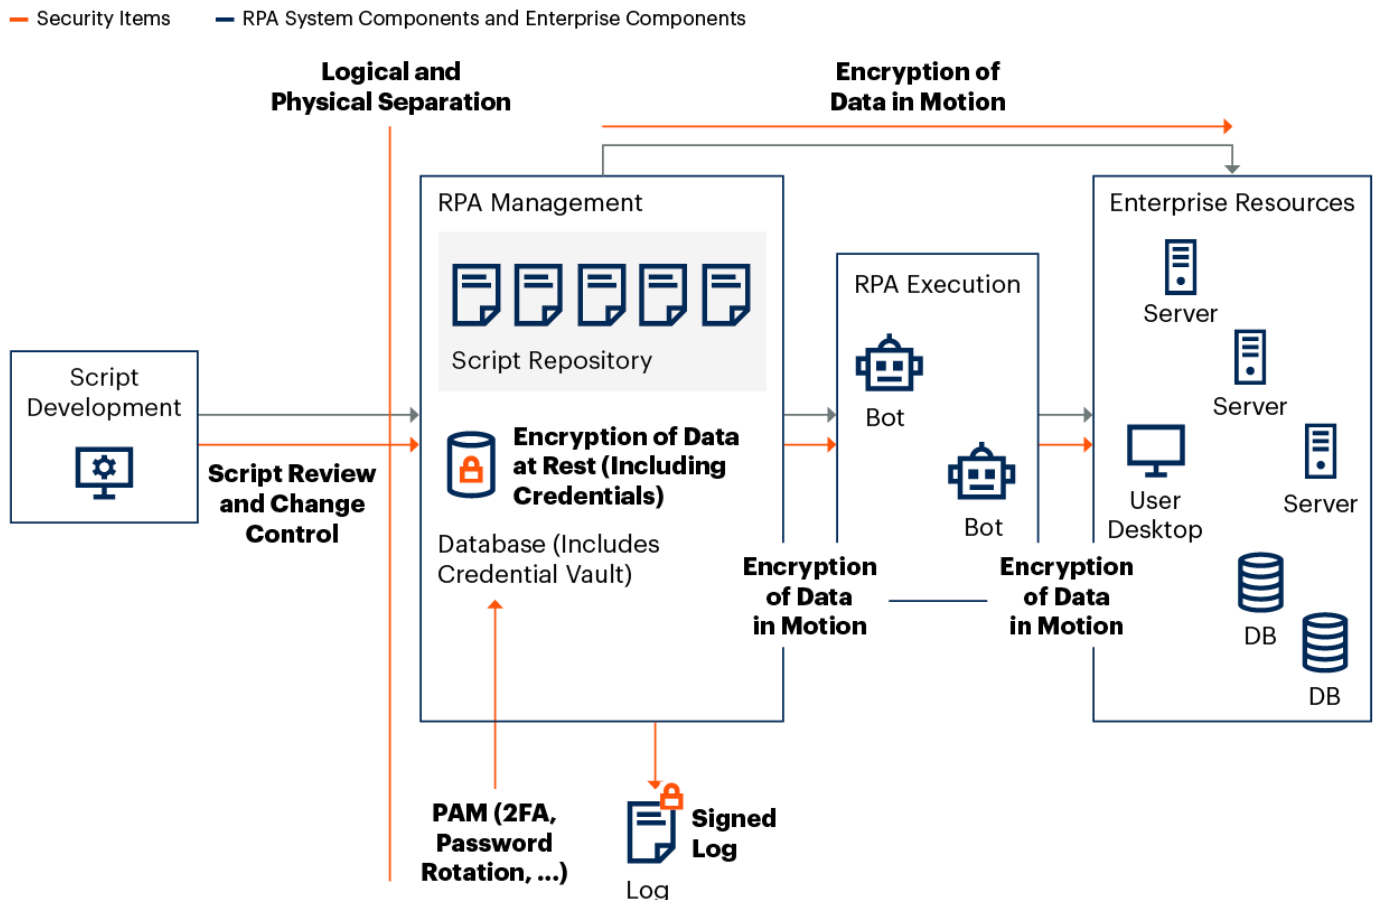 Security Items
RPA System Components and Enterprise Components
Logical and
Physical Separation
Encryption of
Data in Motion
RPA Management
Script Repository
Encryption of Data
at Rest (Including
Credentials)
Database (Includes
Credential Vault)
Script
Development
Script Review
and Change
Control
RPA Execution
Bot
Bot
Encryption
of Data
in Motion
Encryption
of Data
in Motion
Enterprise Resources
Server
Server
Server
User
Desktop
DB
DB
PAM (2FA,
Password
Rotation, ...)
Signed
Log
Log